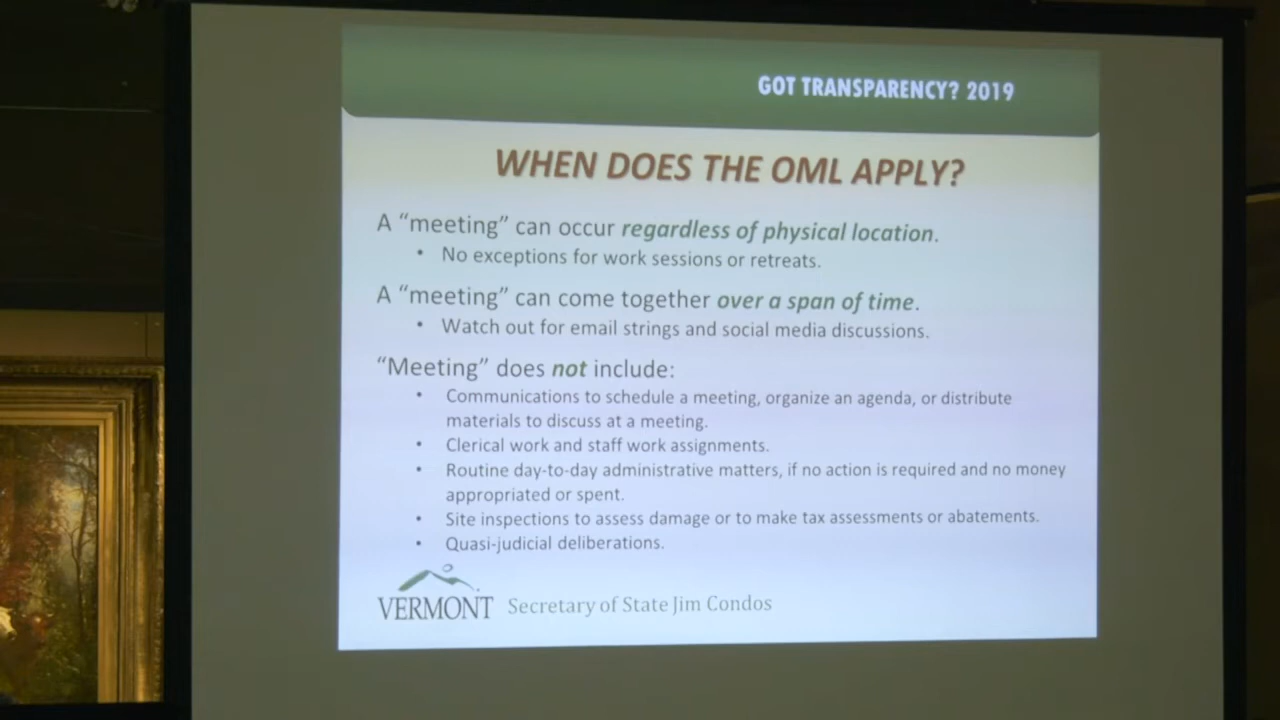 GOT TRANSPARENCY? 2019
WHEN DOES THE OML APPLY?
A “meeting” can occur regardless of physical location.
• No exceptions for work sessions or retreats.
A “meeting” can come together over a span of time.
• Watch out for email strings and social media discussions.
“Meeting” does not include:
• Communications to schedule a meeting, organize an agenda, or distribute
materials to discuss at a meeting.
• Clerical work and staff work assignments.
• Routine day-to-day administrative matters, if no action is required and no money
appropriated or spent.
• Site inspections to assess damage or to make tax assessments or abatements.
• Quasi-judicial deliberations.
VERMONT Secretary of State Jim Condos